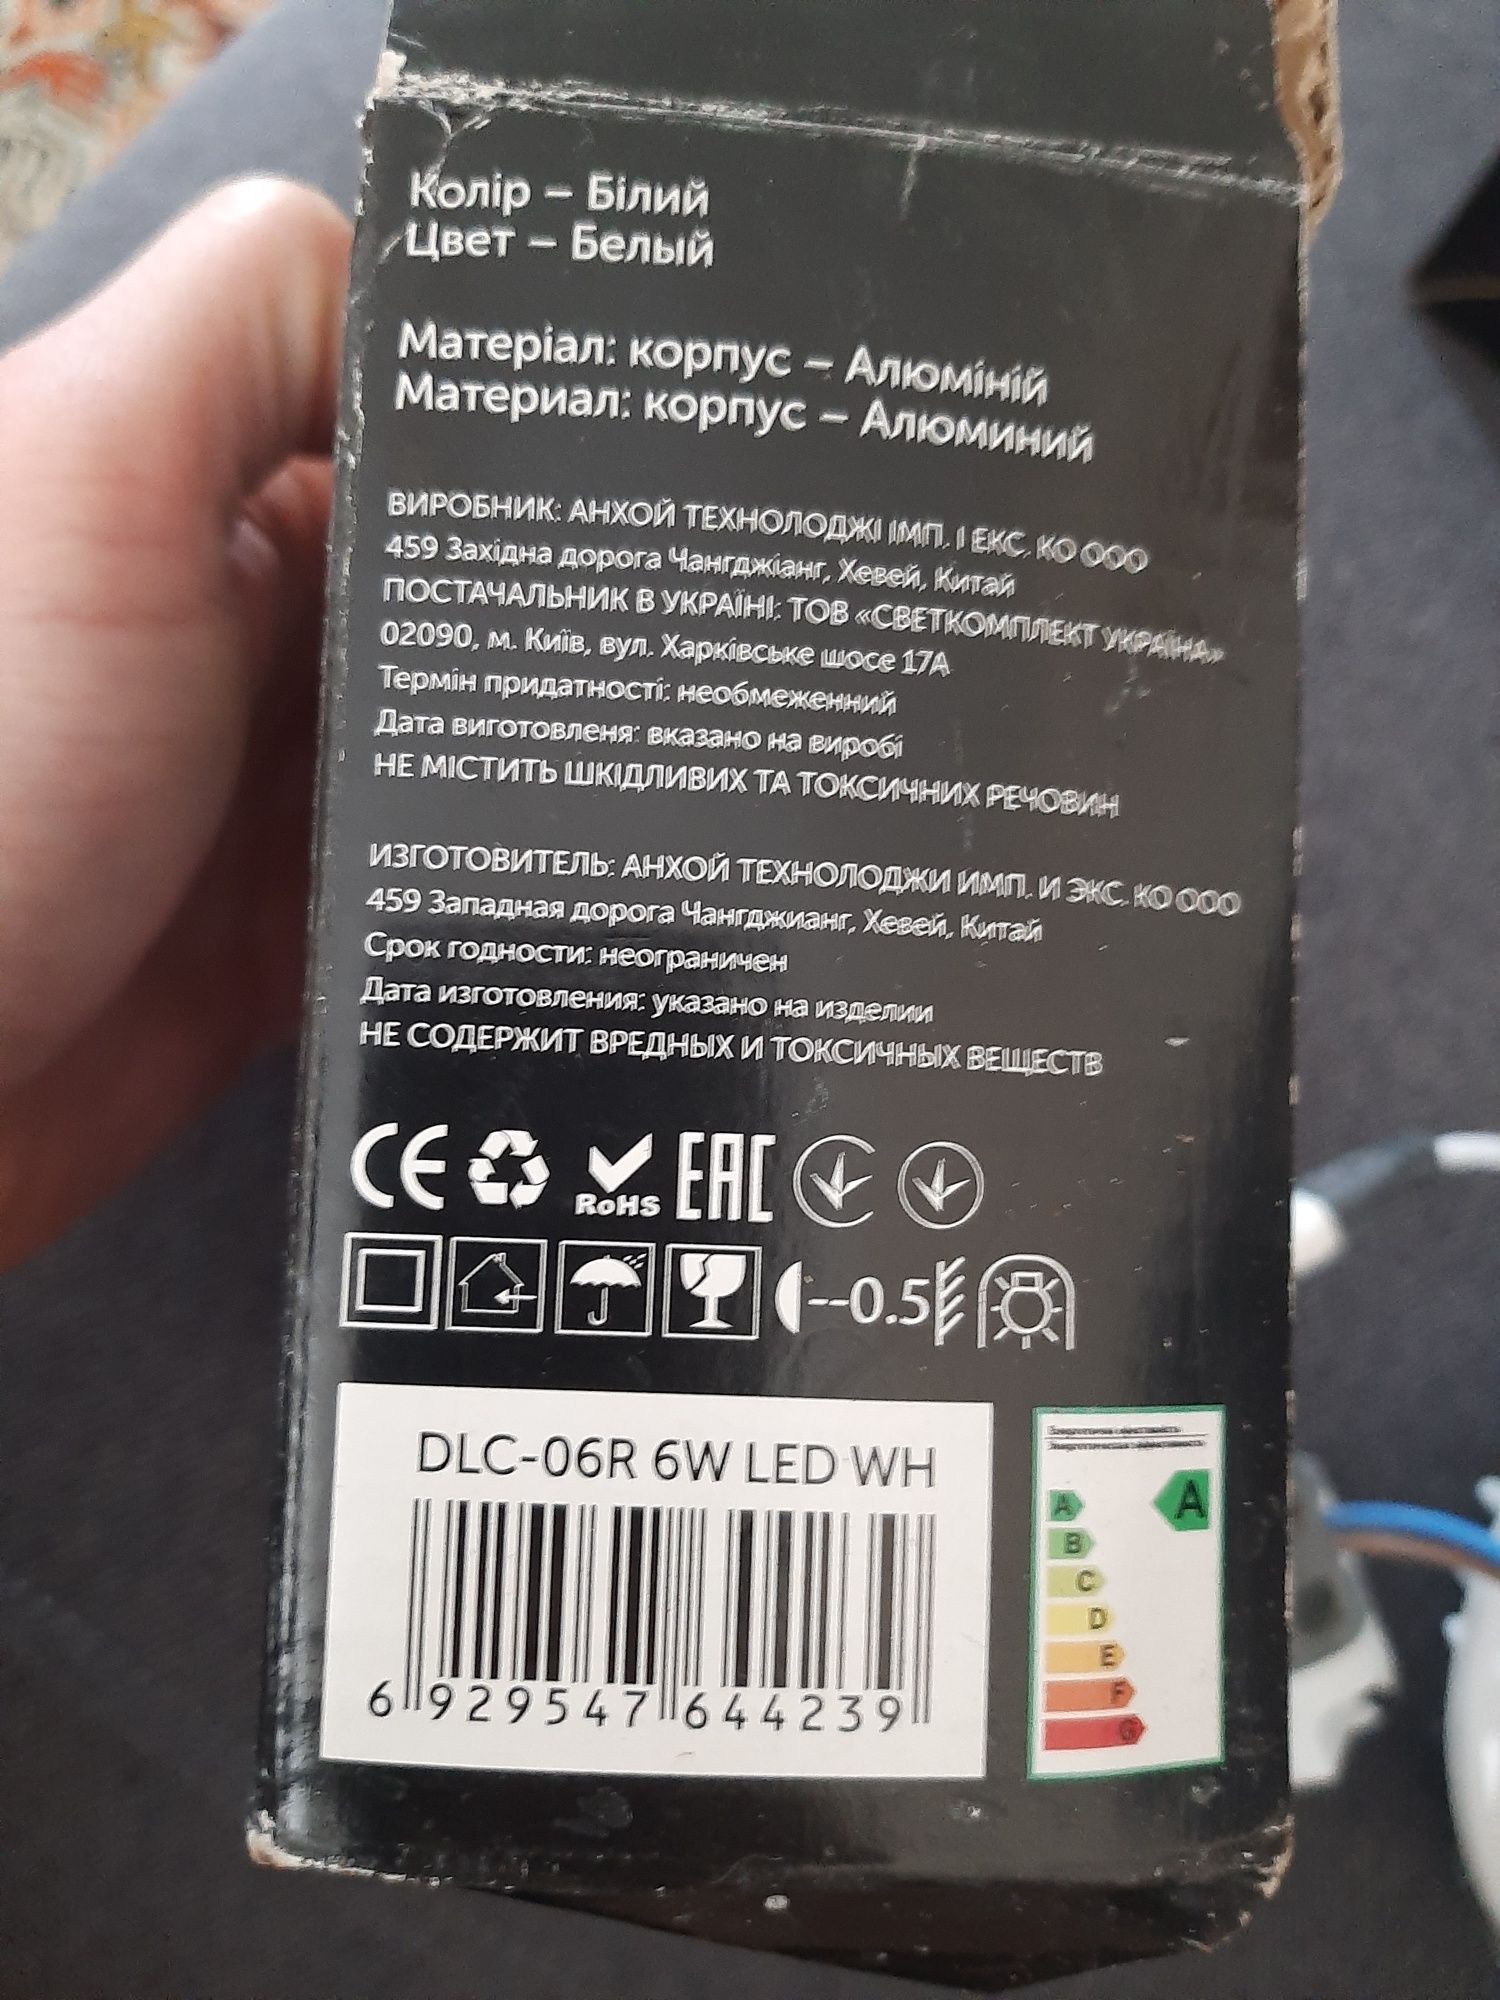 Колір – Білий
Цвет – Белый
Матеріал: корпус – Алюміній
Материал: корпус – Алюминий
ВИРОБНИК: АНХОЙ ТЕХНОЛОДЖІ ІМП. І ЕКС. КО ООО
459 Західна дорога Чангджіанг, Хевей, Китай
ПОСТАЧАЛЬНИК В УКРАЇНІ: ТОВ «СВЕТКОМПЛЕКТ УКРАЇНА»
02090, м. Київ, вул. Харківське шосе 17А
Термін придатності: необмеженний
Дата виготовленя: вказано на виробі
НЕ МІСТИТЬ ШКІДЛИВИХ ТА ТОКСИЧНИХ РЕЧОВИН
ИЗГОТОВИТЕЛЬ: АНХОЙ ТЕХНОЛОДЖИ ИМП. И ЭКС. КО ООО
459 Западная дорога Чангджианг, Хевей, Китай
Срок годности: неограничен
Дата изготовления: указано на изделии
НЕ СОДЕРЖИТ ВРЕДНЫХ И ТОКСИЧНЫХ ВЕЩЕСТВ
CE RoHS EAC
--0.5
DLC-06R 6W LED WH
6 929547 644239
A
A
B
C
D
E
F
G